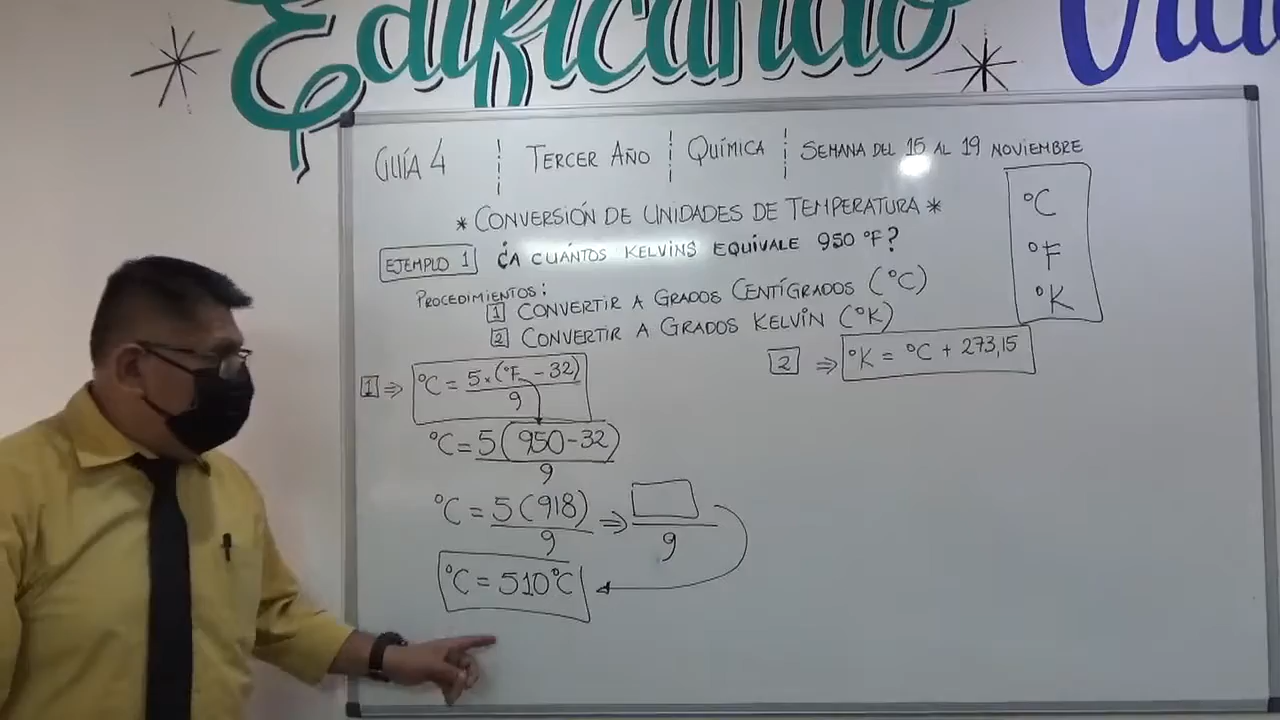 Edificando
GUÍA 4 TERCER AÑO QUÍMICA SEMANA DEL 15 AL 19 NOVIEMBRE
* CONVERSIÓN DE UNIDADES DE TEMPERATURA *
EJEMPLO 1 ¿A CUÁNTOS KELVINS EQUÍVALE 950 °F?
PROCEDIMIENTOS:
1 CONVERTIR A GRADOS CENTÍGRADOS (°C)
2 CONVERTIR A GRADOS KELVIN (°K)
°C
°F
°K
1 ⇒ °C = 5 × (°F - 32) / 9
°C = 5 (950 - 32) / 9
°C = 5 (918) / 9 ⇒ □ / 9
°C = 510°C
2 ⇒ °K = °C + 273,15